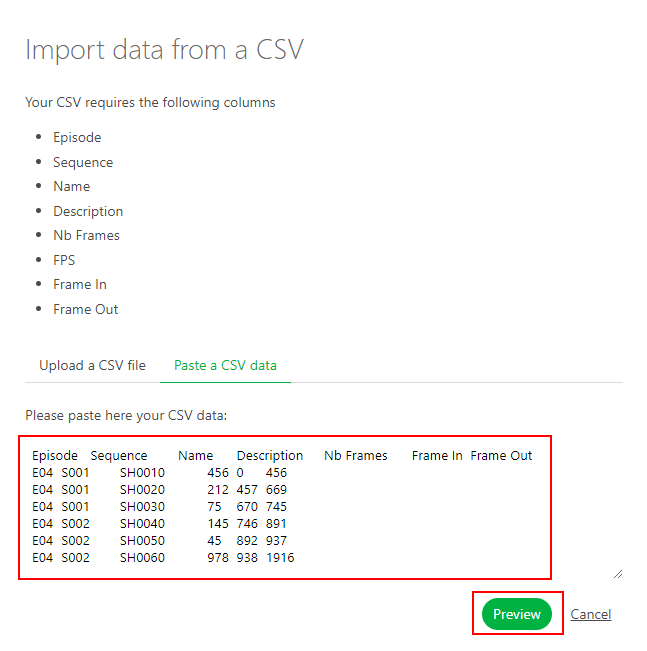 Import data from a CSV
Your CSV requires the following columns
Episode
Sequence
Name
Description
Nb Frames
FPS
Frame In
Frame Out
Upload a CSV file Paste a CSV data
Please paste here your CSV data:
Episode Sequence Name Description Nb Frames Frame In Frame Out
E04 S001 SH0010 456 0 456
E04 S001 SH0020 212 457 669
E04 S001 SH0030 75 670 745
E04 S002 SH0040 145 746 891
E04 S002 SH0050 45 892 937
E04 S002 SH0060 978 938 1916
Preview Cancel